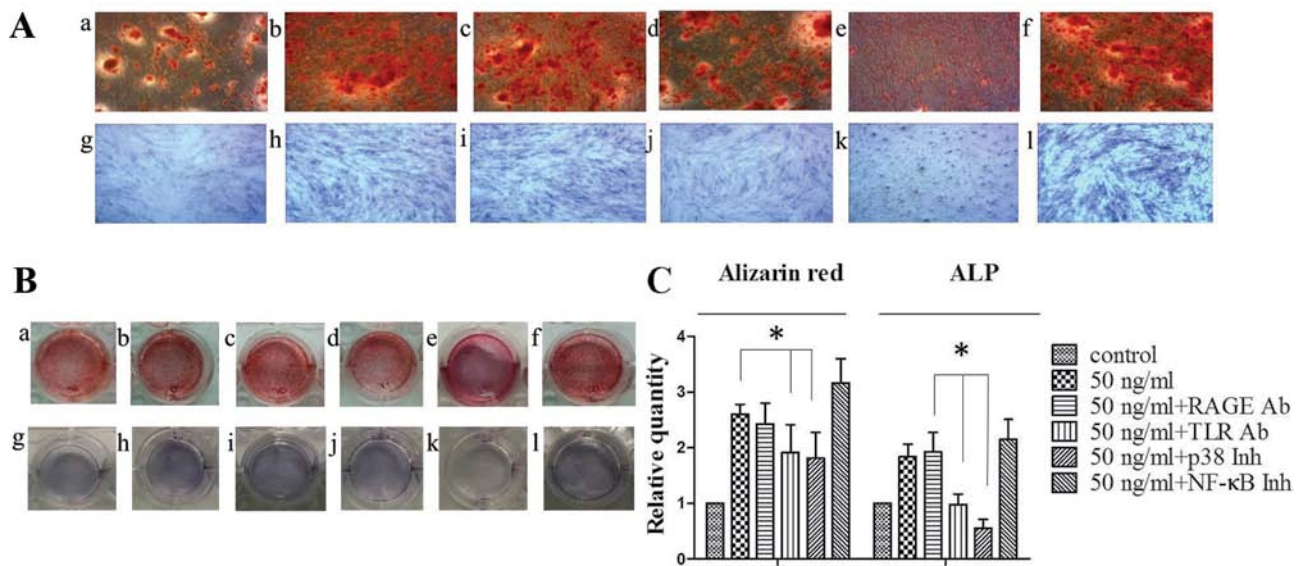 A
a b c d e f
g h i j k l
B
a b c d e f
g h i j k l
C
Alizarin red ALP
Relative quantity
4
3
2
1
0
* *
control
50 ng/ml
50 ng/ml+RAGE Ab
50 ng/ml+TLR Ab
50 ng/ml+p38 Inh
50 ng/ml+NF-κB Inh